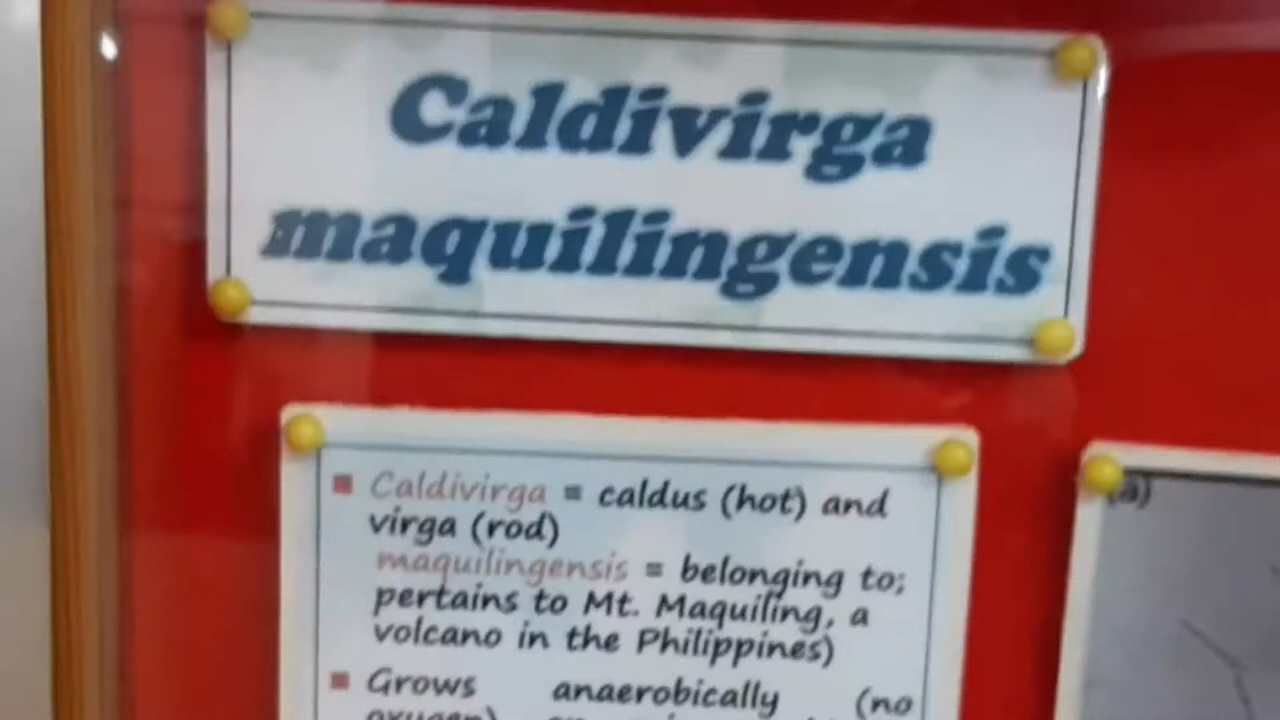 Caldivirga
maquilingensis
Caldivirga = caldus (hot) and
virga (rod)
maquilingensis = belonging to;
pertains to Mt. Maquiling, a
volcano in the Philippines)
(a)
Grows anaerobically (no
oxygen)